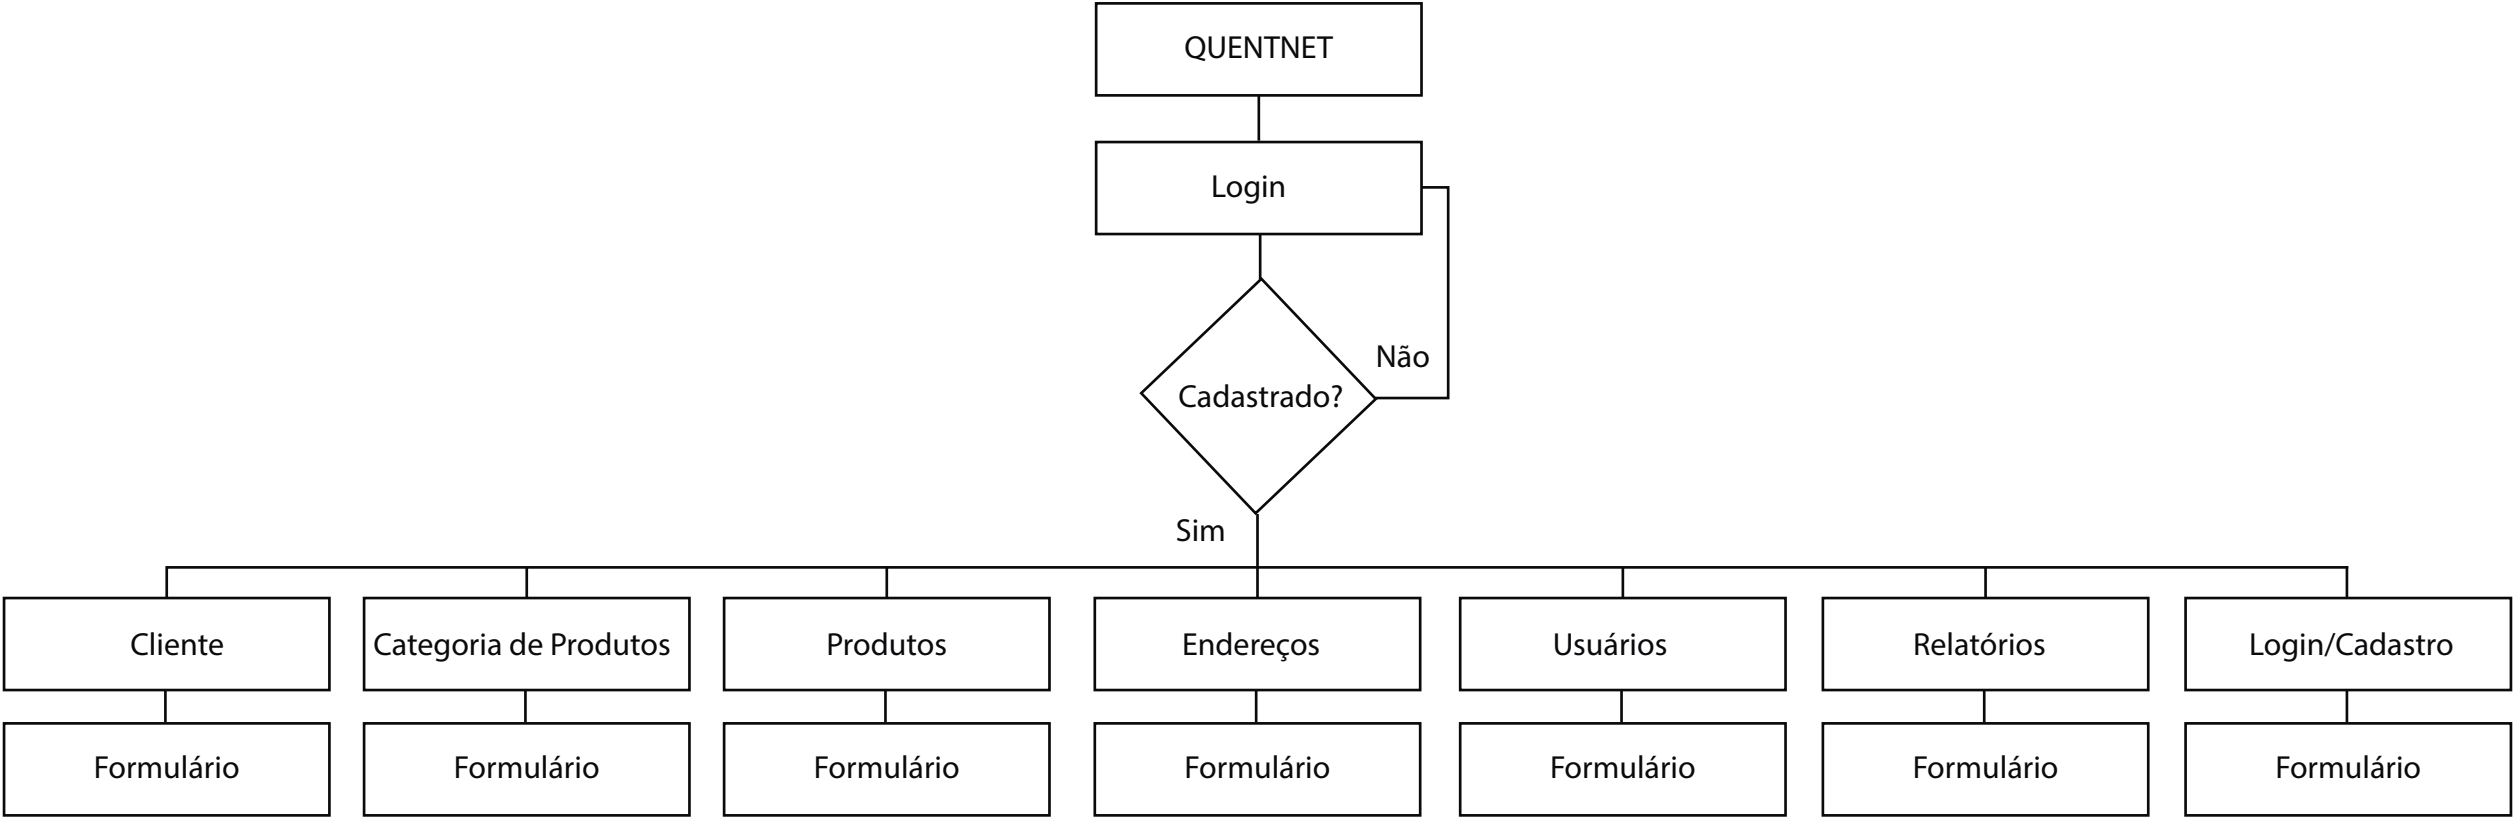 QUENTNET
Login
Não
Cadastrado?
Sim
Cliente
Categoria de Produtos
Produtos
Endereços
Usuários
Relatórios
Login/Cadastro
Formulário
Formulário
Formulário
Formulário
Formulário
Formulário
Formulário